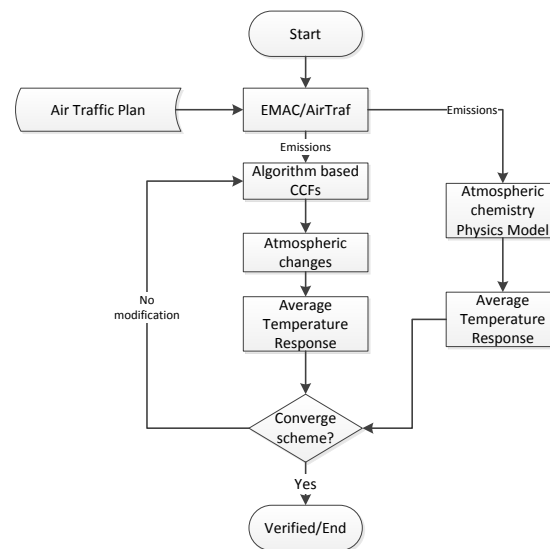 Start
Air Traffic Plan
EMAC/AirTraf
Emissions
Emissions
Algorithm based
CCFs
Atmospheric
chemistry
Physics Model
Atmospheric
changes
No
modification
Average
Temperature
Response
Average
Temperature
Response
Converge
scheme?
Yes
Verified/End